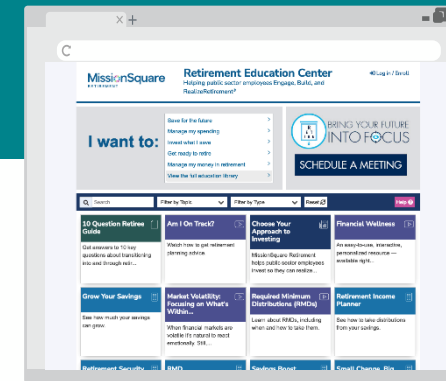 MissionSquare
RETIREMENT
Retirement Education Center
Helping public sector employees Engage, Build, and
RealizeRetirement®
Log in / Enroll
I want to:
Save for the future
Manage my spending
Invest what I save
Get ready to retire
Manage my money in retirement
View the full education library
BRING YOUR FUTURE
INTO FOCUS
SCHEDULE A MEETING
Search
Filter by Topic
Filter by Type
Reset
Help
10 Question Retiree
Guide
Get answers to 10 key
questions about transitioning
into and through retir...
Am I On Track?
Watch how to get retirement
planning advice
Choose Your
Approach to
Investing
MissionSquare Retirement
helps public sector employees
invest so they can realize...
Financial Wellness
An easy-to-use, interactive,
personalized resource —
available right...
Grow Your Savings
See how much your savings
can grow.
Market Volatility:
Focusing on What's
Within...
When financial markets are
volatile it's natural to react
emotionally. Still,...
Required Minimum
Distributions (RMDs)
Learn about RMDs, including
when and how to take them.
Retirement Income
Planner
See how to take distributions
from your savings.
Retirement Security
RMD
Savings Boost
Small Change, Big